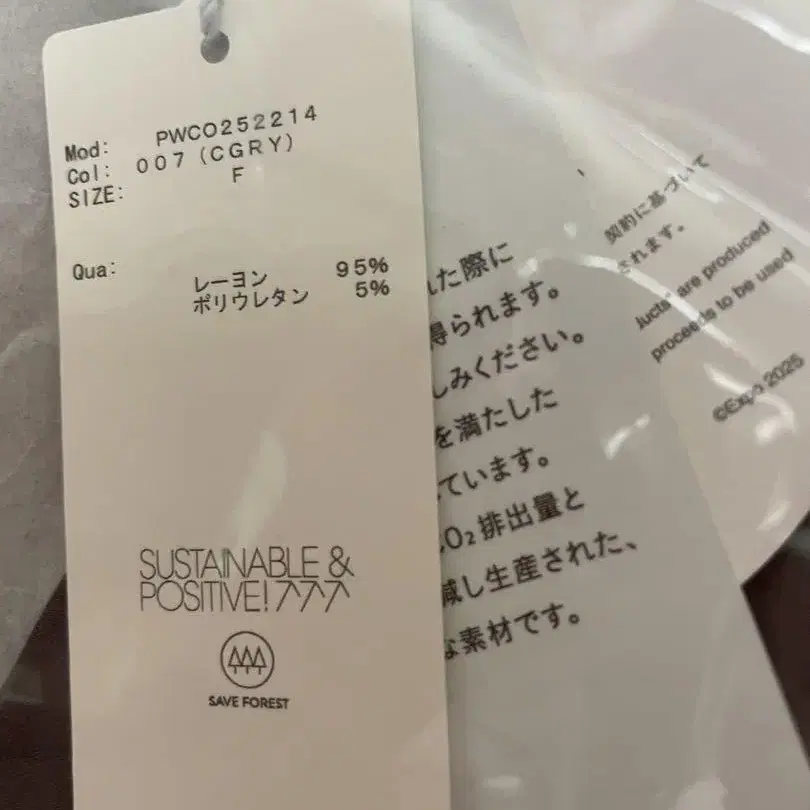 Mod: PWCO252214
Col: 007 (CGRY)
SIZE: F
Qua: レーヨン 95%
ポリウレタン 5%
SUSTAINABLE &
POSITIVE!
SAVE FOREST
た際に
得られます。
しみください。
を満たした
ています。
O₂排出量と
減し生産された、
な素材です。
契約に基づいて
されます。
are produced
proceeds to be used
©Expo 2025